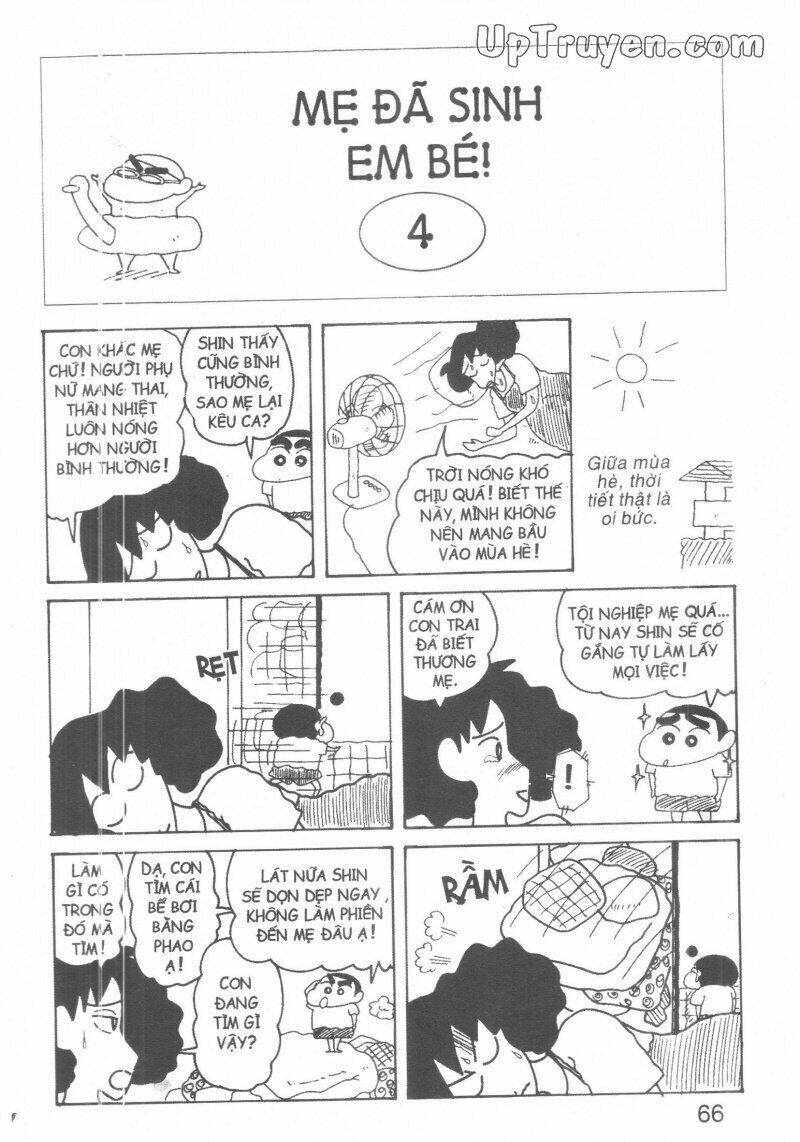 UpTruyen.com
MẸ ĐÃ SINH
EM BÉ!
4
Giữa mùa
hè, thời
tiết thật là
oi bức.
TRỜI NÓNG KHÓ
CHỊU QUÁ! BIẾT THẾ
NÀY, MÌNH KHÔNG
NÊN MANG BẦU
VÀO MÙA HÈ!
SHIN THẤY
CŨNG BÌNH
THƯỜNG,
SAO MẸ LẠI
KÊU CA?
CON KHÁC MẸ
CHỨ! NGƯỜI PHỤ
NỮ MANG THAI,
THÂN NHIỆT
LUÔN NÓNG
HƠN NGƯỜI
BÌNH THƯỜNG!
TỘI NGHIỆP MẸ QUÁ...
TỪ NAY SHIN SẼ CỐ
GẮNG TỰ LÀM LẤY
MỌI VIỆC!
!
CÁM ƠN
CON TRAI
ĐÃ BIẾT
THƯƠNG
MẸ.
RẸT
RẦM
LÁT NỮA SHIN
SẼ DỌN DẸP NGAY,
KHÔNG LÀM PHIỀN
ĐẾN MẸ ĐÂU Ạ!
CON
ĐANG
TÌM GÌ
VẬY?
DẠ, CON
TÌM CÁI
BỂ BƠI
BẰNG
PHAO
Ạ!
LÀM
GÌ CÓ
TRONG
ĐÓ MÀ
TÌM!
66